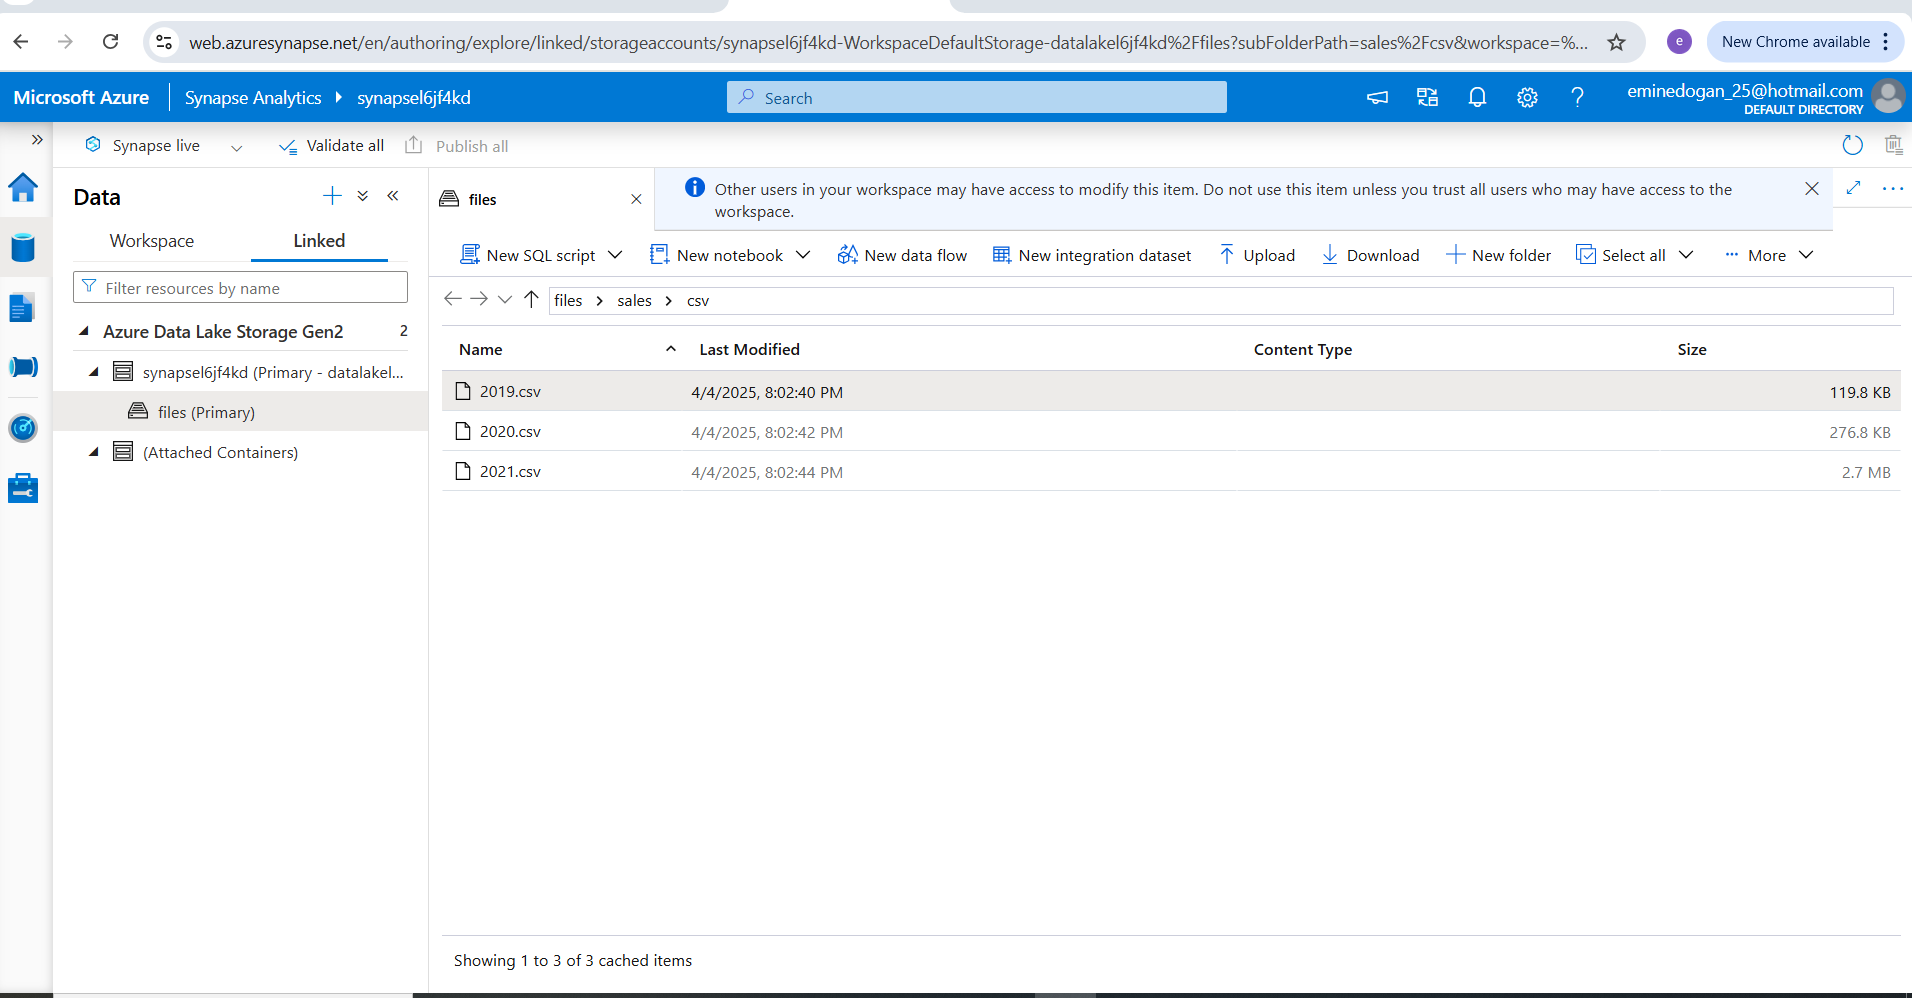 web.azuresynapse.net/en/authoring/explore/linked/storageaccounts/synapsel6jf4kd-WorkspaceDefaultStorage-datalakel6jf4kd%2Ffiles?subFolderPath=sales%2Fcsv&workspace=%...
e
New Chrome available
Microsoft Azure
Synapse Analytics
synapsel6jf4kd
Search
eminedogan_25@hotmail.com
DEFAULT DIRECTORY
Synapse live
Validate all
Publish all
Data
Workspace
Linked
Filter resources by name
Azure Data Lake Storage Gen2 2
synapsel6jf4kd (Primary - datalakel...
files (Primary)
(Attached Containers)
files
Other users in your workspace may have access to modify this item. Do not use this item unless you trust all users who may have access to the
workspace.
New SQL script
New notebook
New data flow
New integration dataset
Upload
Download
New folder
Select all
More
files > sales > csv
Name Last Modified Content Type Size
2019.csv 4/4/2025, 8:02:40 PM 119.8 KB
2020.csv 4/4/2025, 8:02:42 PM 276.8 KB
2021.csv 4/4/2025, 8:02:44 PM 2.7 MB
Showing 1 to 3 of 3 cached items